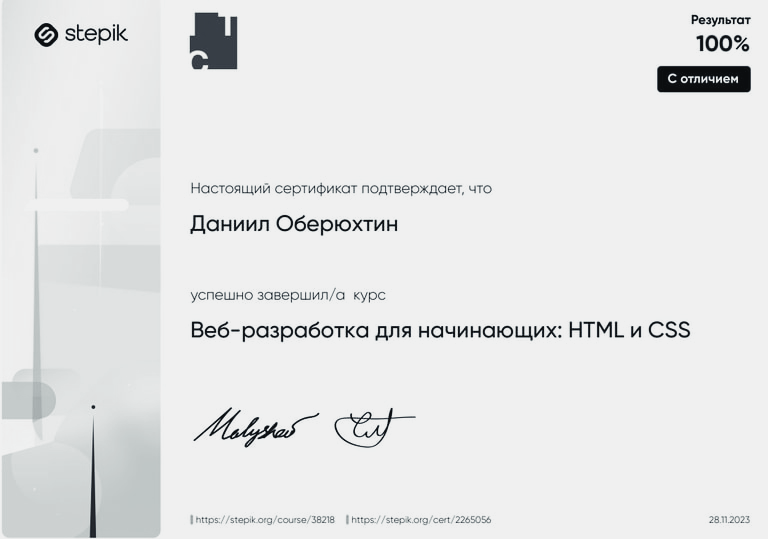 stepik
Т
С
Результат
100%
С отличием
Настоящий сертификат подтверждает, что
Даниил Оберюхтин
успешно завершил/а курс
Веб-разработка для начинающих: HTML и CSS
Malyshev
https://stepik.org/course/38218
https://stepik.org/cert/2265056
28.11.2023